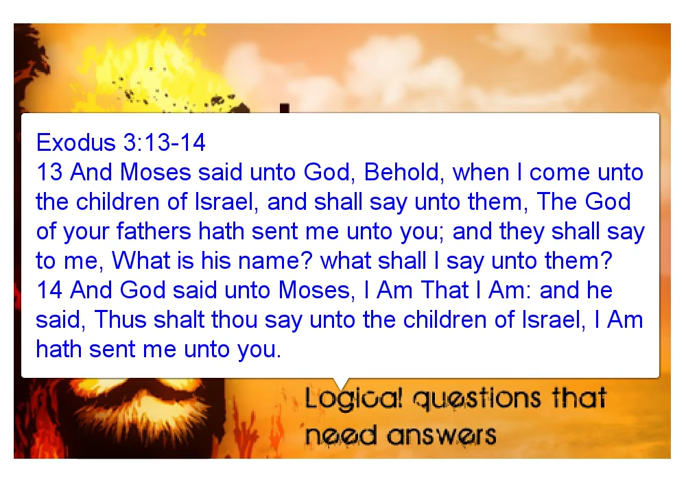 Exodus 3:13-14
13 And Moses said unto God, Behold, when I come unto
the children of Israel, and shall say unto them, The God
of your fathers hath sent me unto you; and they shall say
to me, What is his name? what shall I say unto them?
14 And God said unto Moses, I Am That I Am: and he
said, Thus shalt thou say unto the children of Israel, I Am
hath sent me unto you.
Logical questions that
need answers